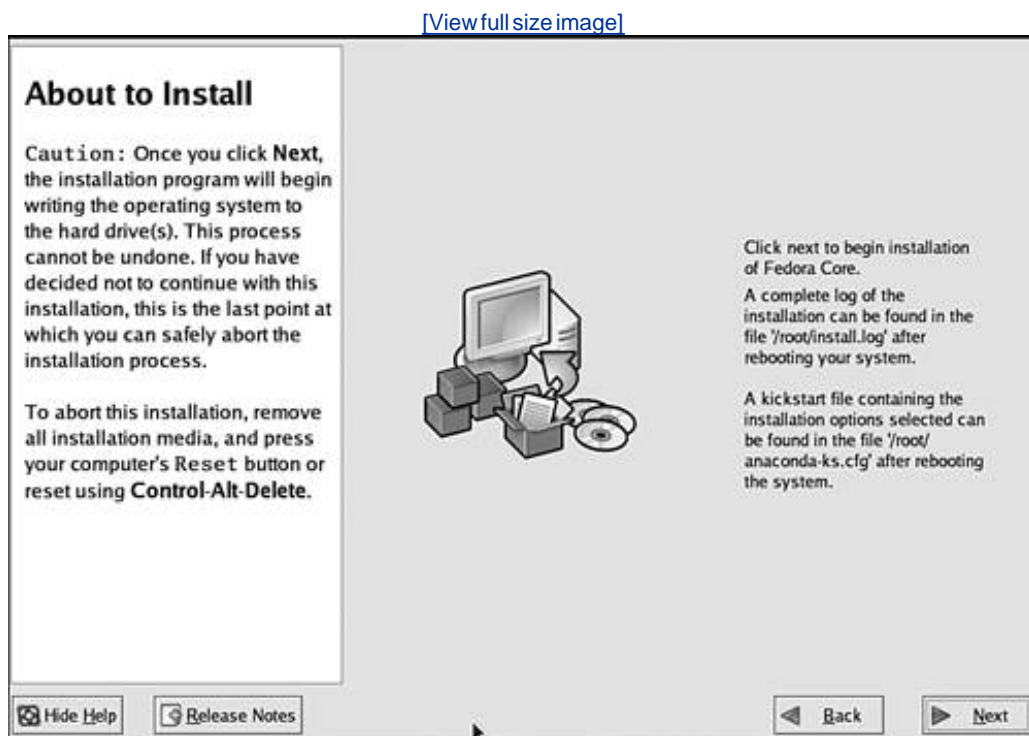 [View full size image]
About to Install
Caution: Once you click Next,
the installation program will begin
writing the operating system to
the hard drive(s). This process
cannot be undone. If you have
decided not to continue with this
installation, this is the last point at
which you can safely abort the
installation process.
To abort this installation, remove
all installation media, and press
your computer's Reset button or
reset using Control-Alt-Delete.
Click next to begin installation
of Fedora Core.
A complete log of the
installation can be found in the
file '/root/install.log' after
rebooting your system.
A kickstart file containing the
installation options selected can
be found in the file '/root/
anaconda-ks.cfg' after rebooting
the system.
Hide Help
Release Notes
Back
Next